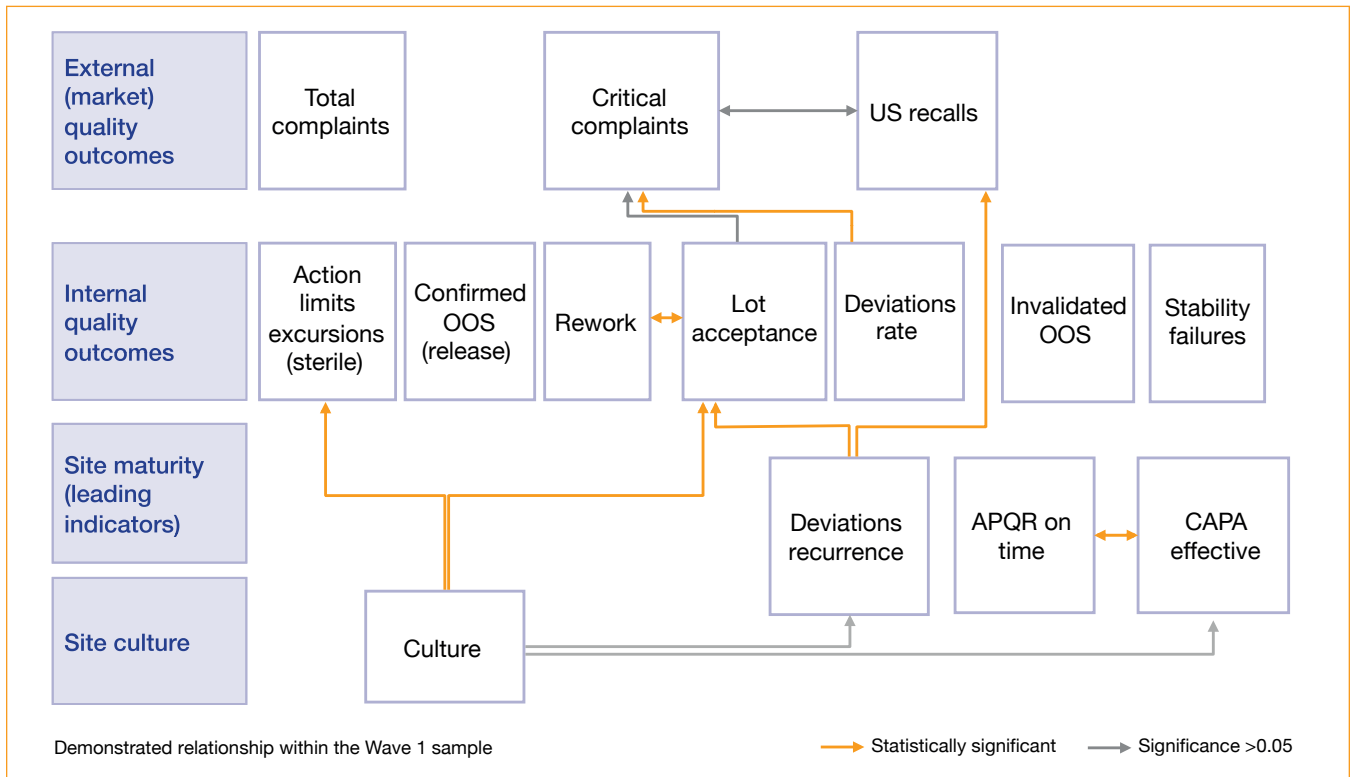 External
(market)
quality
outcomes
Total
complaints
Critical
complaints
US recalls
Internal
quality
outcomes
Action
limits
excursions
(sterile)
Confirmed
OOS
(release)
Rework
Lot
acceptance
Deviations
rate
Invalidated
OOS
Stability
failures
Site maturity
(leading
indicators)
Deviations
recurrence
APQR on
time
CAPA
effective
Site culture
Culture
Demonstrated relationship within the Wave 1 sample
Statistically significant
Significance >0.05